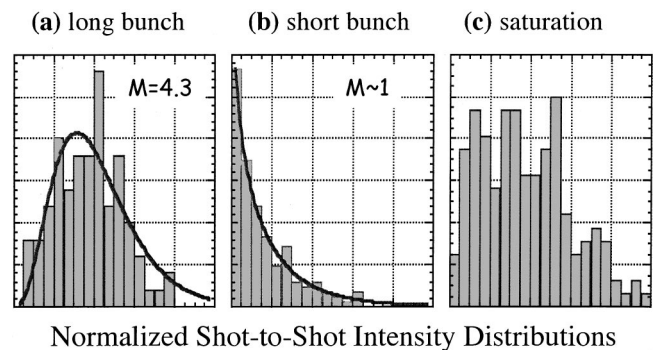 (a) long bunch (b) short bunch (c) saturation
M=4.3 M~1
Normalized Shot-to-Shot Intensity Distributions